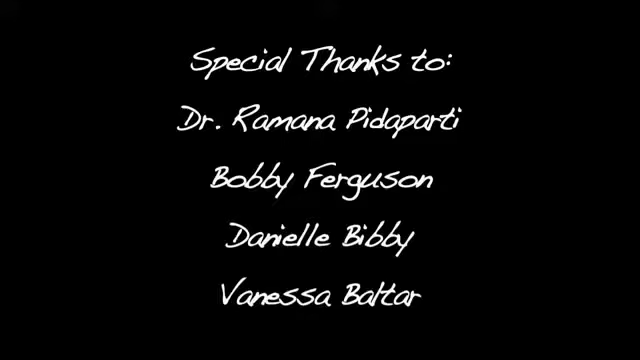 Special Thanks to:
Dr. Ramana Pidaparti
Bobby Ferguson
Danielle Bibby
Vanessa Baltar